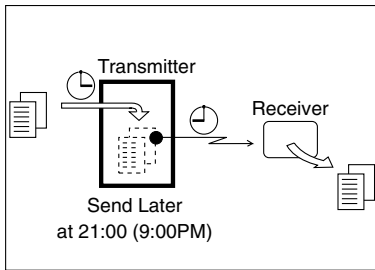 Transmitter
Receiver
Send Later
at 21:00 (9:00PM)